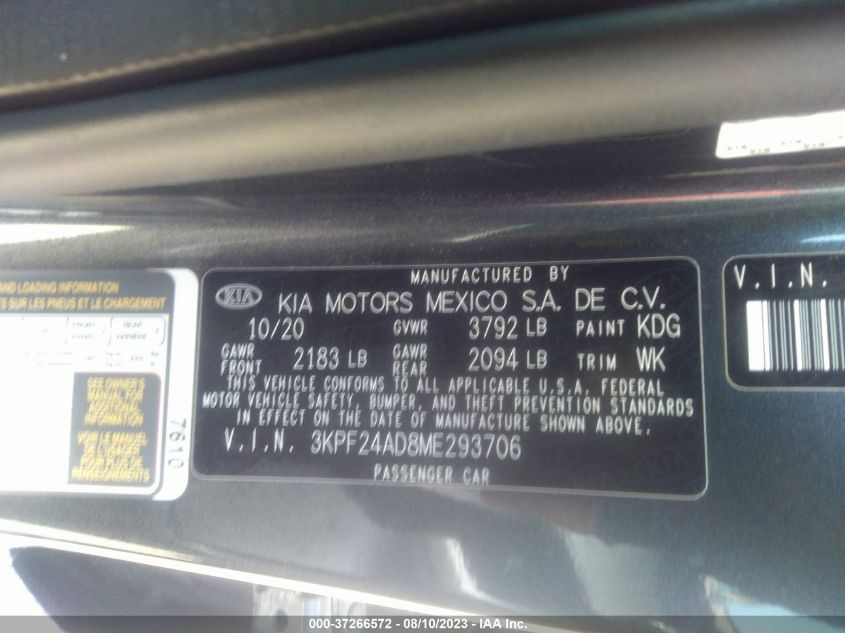 MANUFACTURED BY
KIA KIA MOTORS MEXICO S.A. DE C.V.
10/20 GVWR 3792 LB PAINT KDG
GAWR FRONT 2183 LB GAWR REAR 2094 LB TRIM WK
THIS VEHICLE CONFORMS TO ALL APPLICABLE U.S.A. FEDERAL
MOTOR VEHICLE SAFETY, BUMPER, AND THEFT PREVENTION STANDARDS
IN EFFECT ON THE DATE OF MANUFACTURE SHOWN ABOVE.
V.I.N. 3KPF24AD8ME293706
PASSENGER CAR
AND LOADING INFORMATION
S SUR LES PNEUS ET LE CHARGEMENT
SEE OWNER'S
MANUAL FOR
ADDITIONAL
INFORMATION
VOIR LE MANUEL
DE L'USAGER
POUR PLUS DE
RENSEIGNEMENTS
7610
V.I.N.
000-37266572 — 08/10/2023 — IAA Inc.